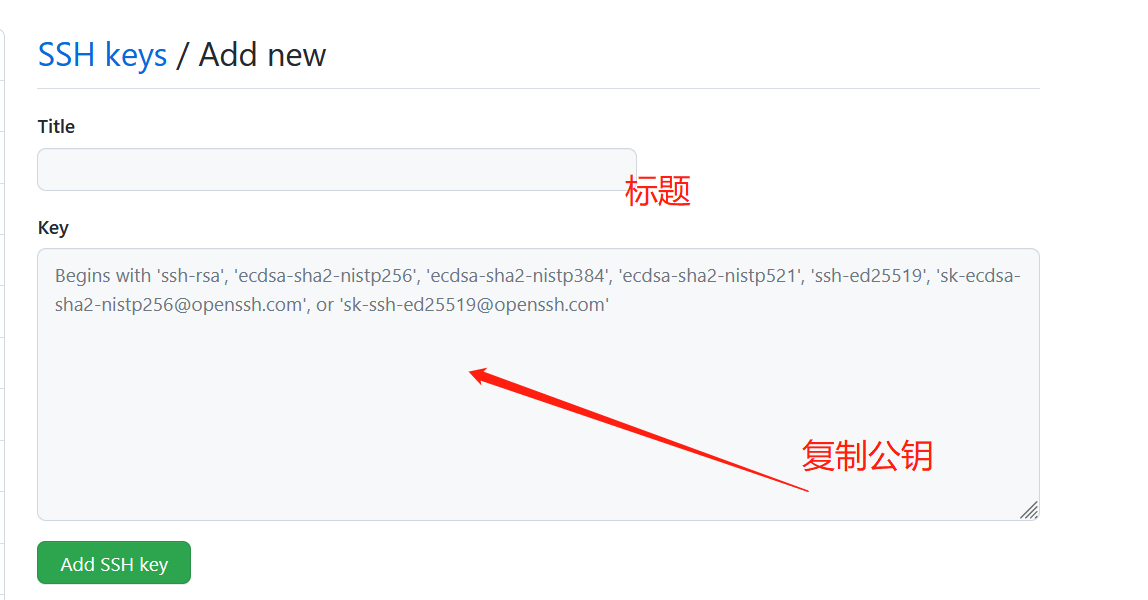 SSH keys / Add new
Title
标题
Key
Begins with 'ssh-rsa', 'ecdsa-sha2-nistp256', 'ecdsa-sha2-nistp384', 'ecdsa-sha2-nistp521', 'ssh-ed25519', 'sk-ecdsa-
sha2-nistp256@openssh.com', or 'sk-ssh-ed25519@openssh.com'
复制公钥
Add SSH key